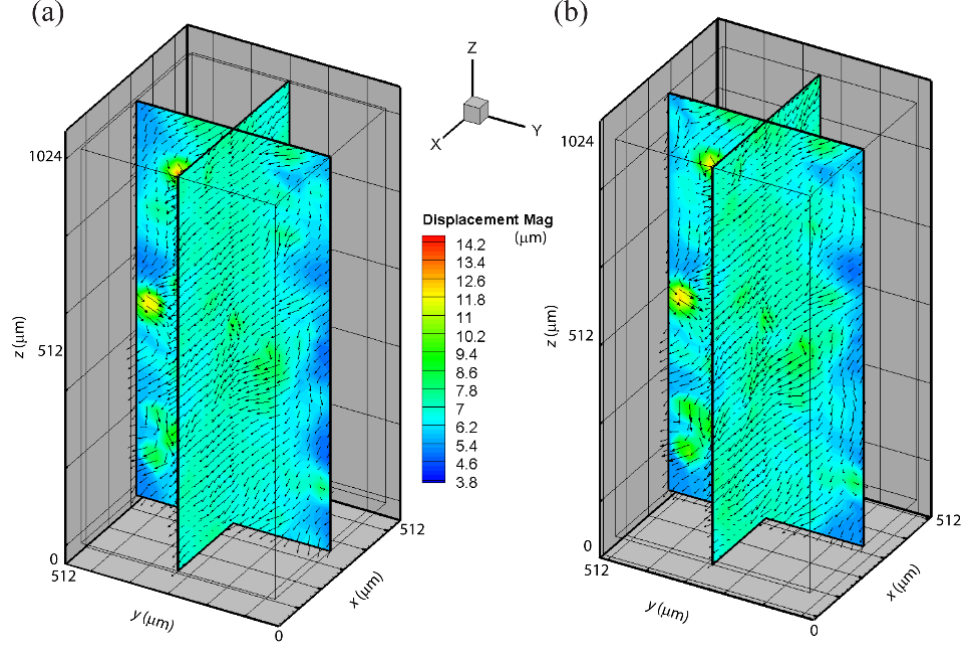 (a)
(b)
Z
X
Y
1024
1024
Displacement Mag
(μm)
14.2
13.4
12.6
11.8
11
10.2
9.4
8.6
7.8
7
6.2
5.4
4.6
3.8
z (μm)
512
z (μm)
512
0
512
512
0
512
512
y (μm)
x (μm)
0
y (μm)
x (μm)
0